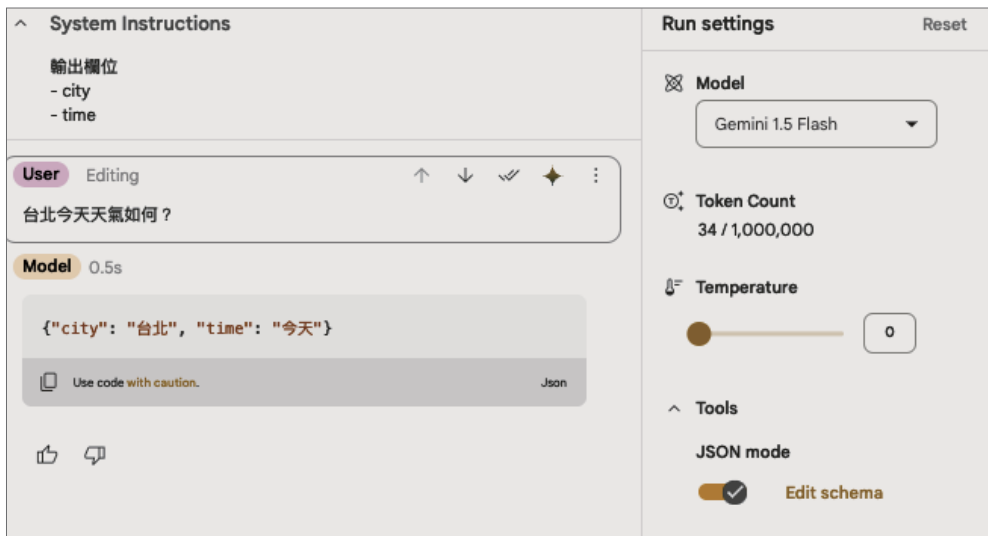 System Instructions
輸出欄位
- city
- time
User Editing
台北今天天氣如何？
Model 0.5s
{"city": "台北", "time": "今天"}
Use code with caution.
Json
Run settings
Reset
Model
Gemini 1.5 Flash
Token Count
34 / 1,000,000
Temperature
0
Tools
JSON mode
Edit schema